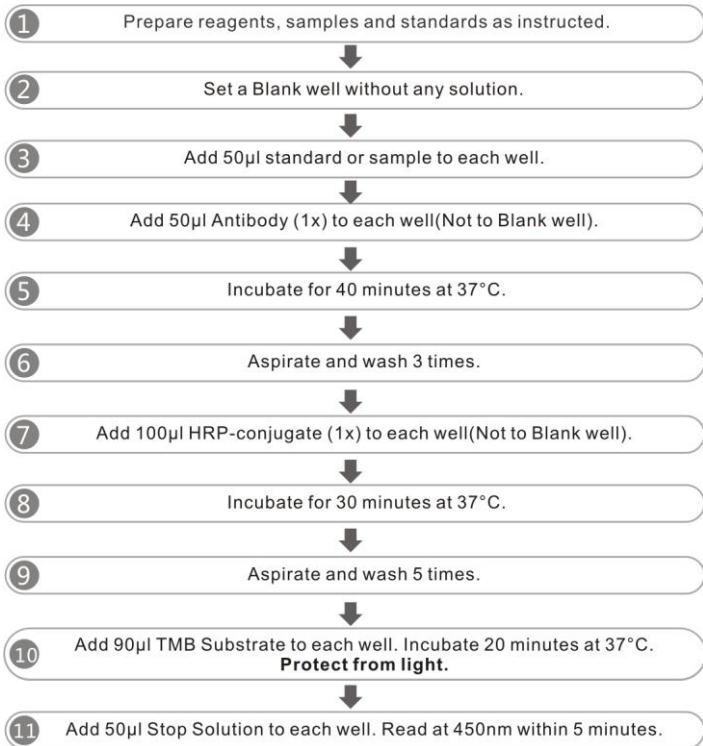 1 Prepare reagents, samples and standards as instructed.
2 Set a Blank well without any solution.
3 Add 50µl standard or sample to each well.
4 Add 50µl Antibody (1x) to each well(Not to Blank well).
5 Incubate for 40 minutes at 37°C.
6 Aspirate and wash 3 times.
7 Add 100µl HRP-conjugate (1x) to each well(Not to Blank well).
8 Incubate for 30 minutes at 37°C.
9 Aspirate and wash 5 times.
10 Add 90µl TMB Substrate to each well. Incubate 20 minutes at 37°C.
Protect from light.
11 Add 50µl Stop Solution to each well. Read at 450nm within 5 minutes.